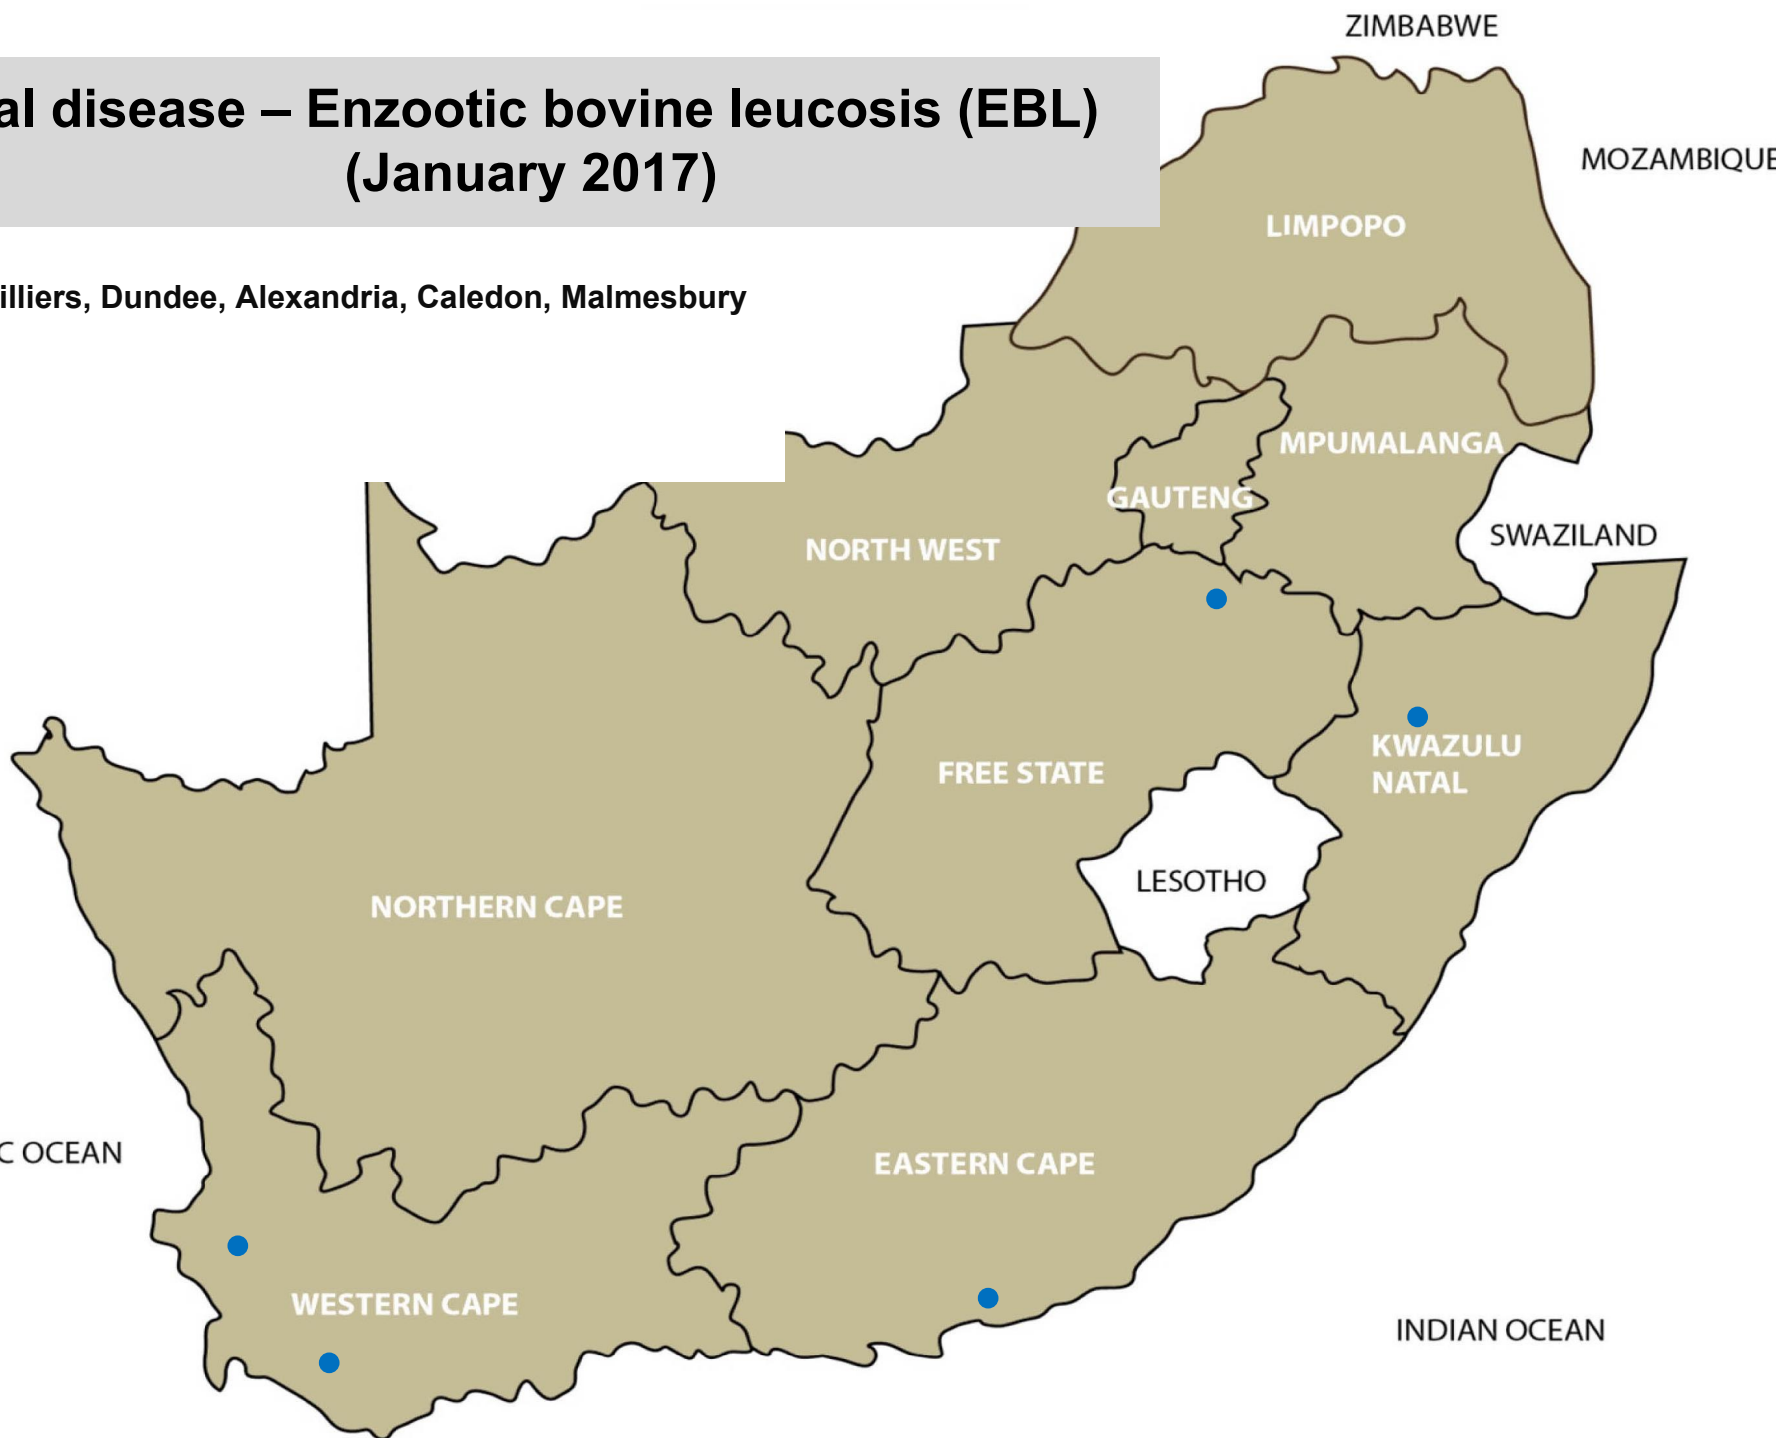 al disease – Enzootic bovine leucosis (EBL)
(January 2017)
illiers, Dundee, Alexandria, Caledon, Malmesbury
ZIMBABWE
MOZAMBIQUE
LIMPOPO
MPUMALANGA
GAUTENG
SWAZILAND
NORTH WEST
KWAZULU
NATAL
FREE STATE
LESOTHO
NORTHERN CAPE
C OCEAN
EASTERN CAPE
WESTERN CAPE
INDIAN OCEAN